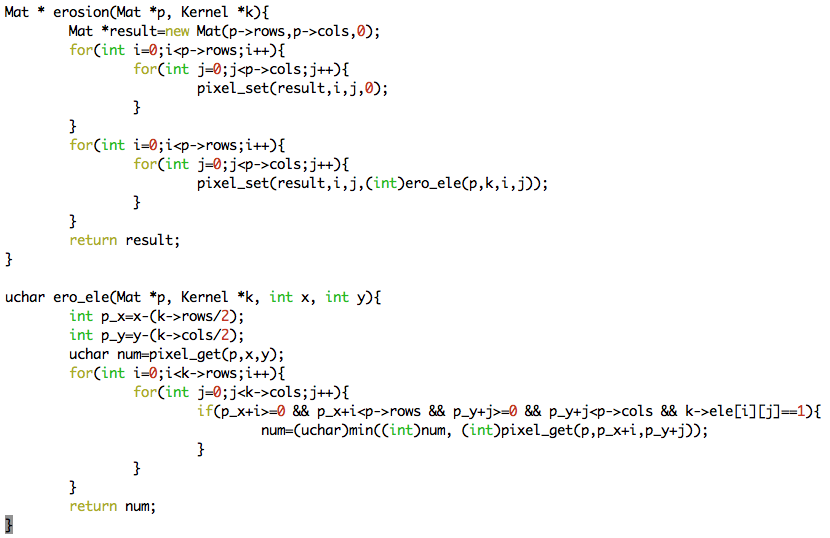 Mat * erosion(Mat *p, Kernel *k){
        Mat *result=new Mat(p->rows,p->cols,0);
        for(int i=0;i<p->rows;i++){
                for(int j=0;j<p->cols;j++){
                        pixel_set(result,i,j,0);
                }
        }
        for(int i=0;i<p->rows;i++){
                for(int j=0;j<p->cols;j++){
                        pixel_set(result,i,j,(int)ero_ele(p,k,i,j));
                }
        }
        return result;
}

uchar ero_ele(Mat *p, Kernel *k, int x, int y){
        int p_x=x-(k->rows/2);
        int p_y=y-(k->cols/2);
        uchar num=pixel_get(p,x,y);
        for(int i=0;i<k->rows;i++){
                for(int j=0;j<k->cols;j++){
                        if(p_x+i>=0 && p_x+i<p->rows && p_y+j>=0 && p_y+j<p->cols && k->ele[i][j]==1){
                                num=(uchar)min((int)num, (int)pixel_get(p,p_x+i,p_y+j));
                        }
                }
        }
        return num;
}